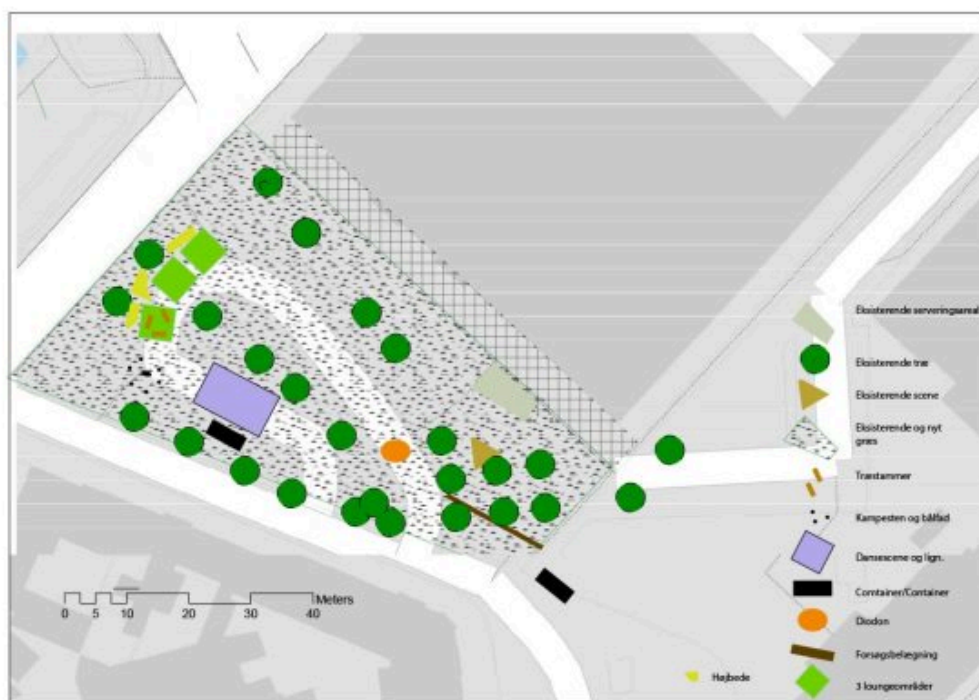 Eksisterende serveringsareal
Eksisterende træ
Eksisterende scene
Eksisterende og nyt
græs
Træstammer
Kampesten og bålfad
Dansescene og lign.
Meters
0 5 10 20 30 40
Comtainer/Container
Diodon
Forsøgsbelægning
Højbede
3 loungeområder